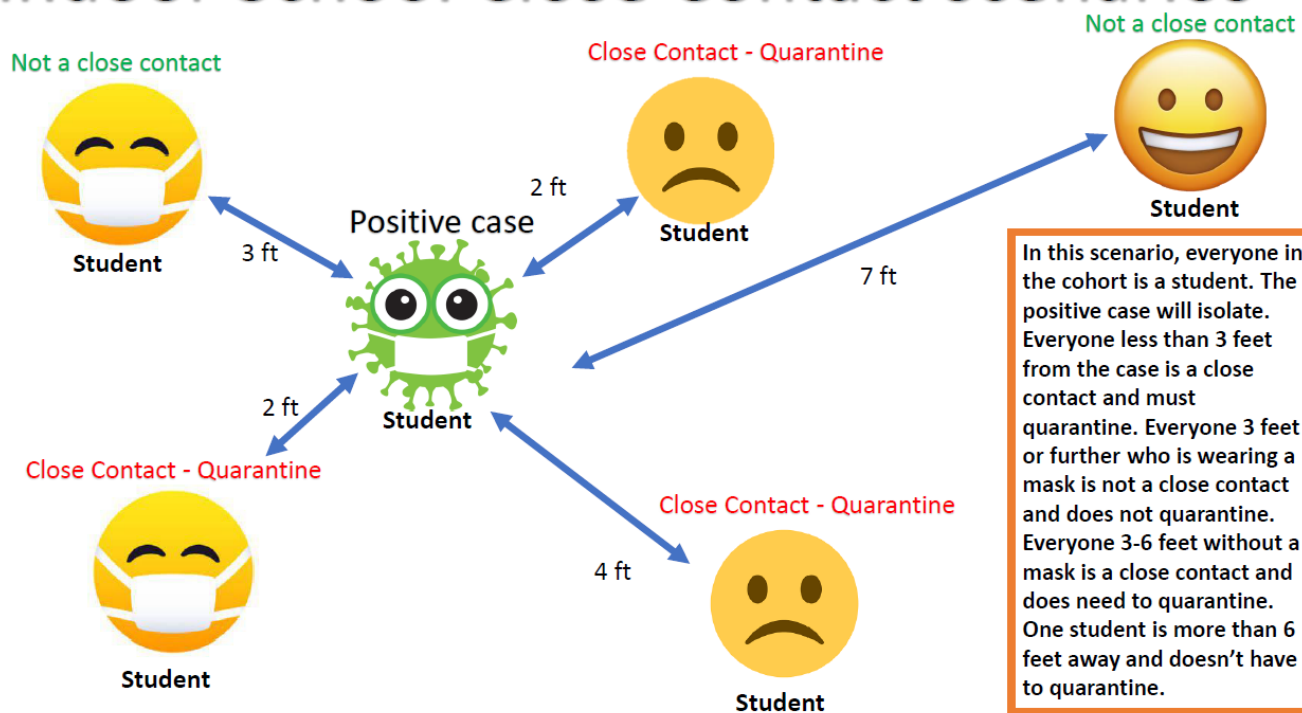 Not a close contact
Close Contact - Quarantine
Not a close contact
2 ft
Positive case
Student
Student
Student
3 ft
7 ft
In this scenario, everyone in
the cohort is a student. The
positive case will isolate.
Everyone less than 3 feet
from the case is a close
contact and must
quarantine. Everyone 3 feet
or further who is wearing a
mask is not a close contact
and does not quarantine.
Everyone 3-6 feet without a
mask is a close contact and
does need to quarantine.
One student is more than 6
feet away and doesn't have
to quarantine.
2 ft
Student
Close Contact - Quarantine
Close Contact - Quarantine
4 ft
Student
Student